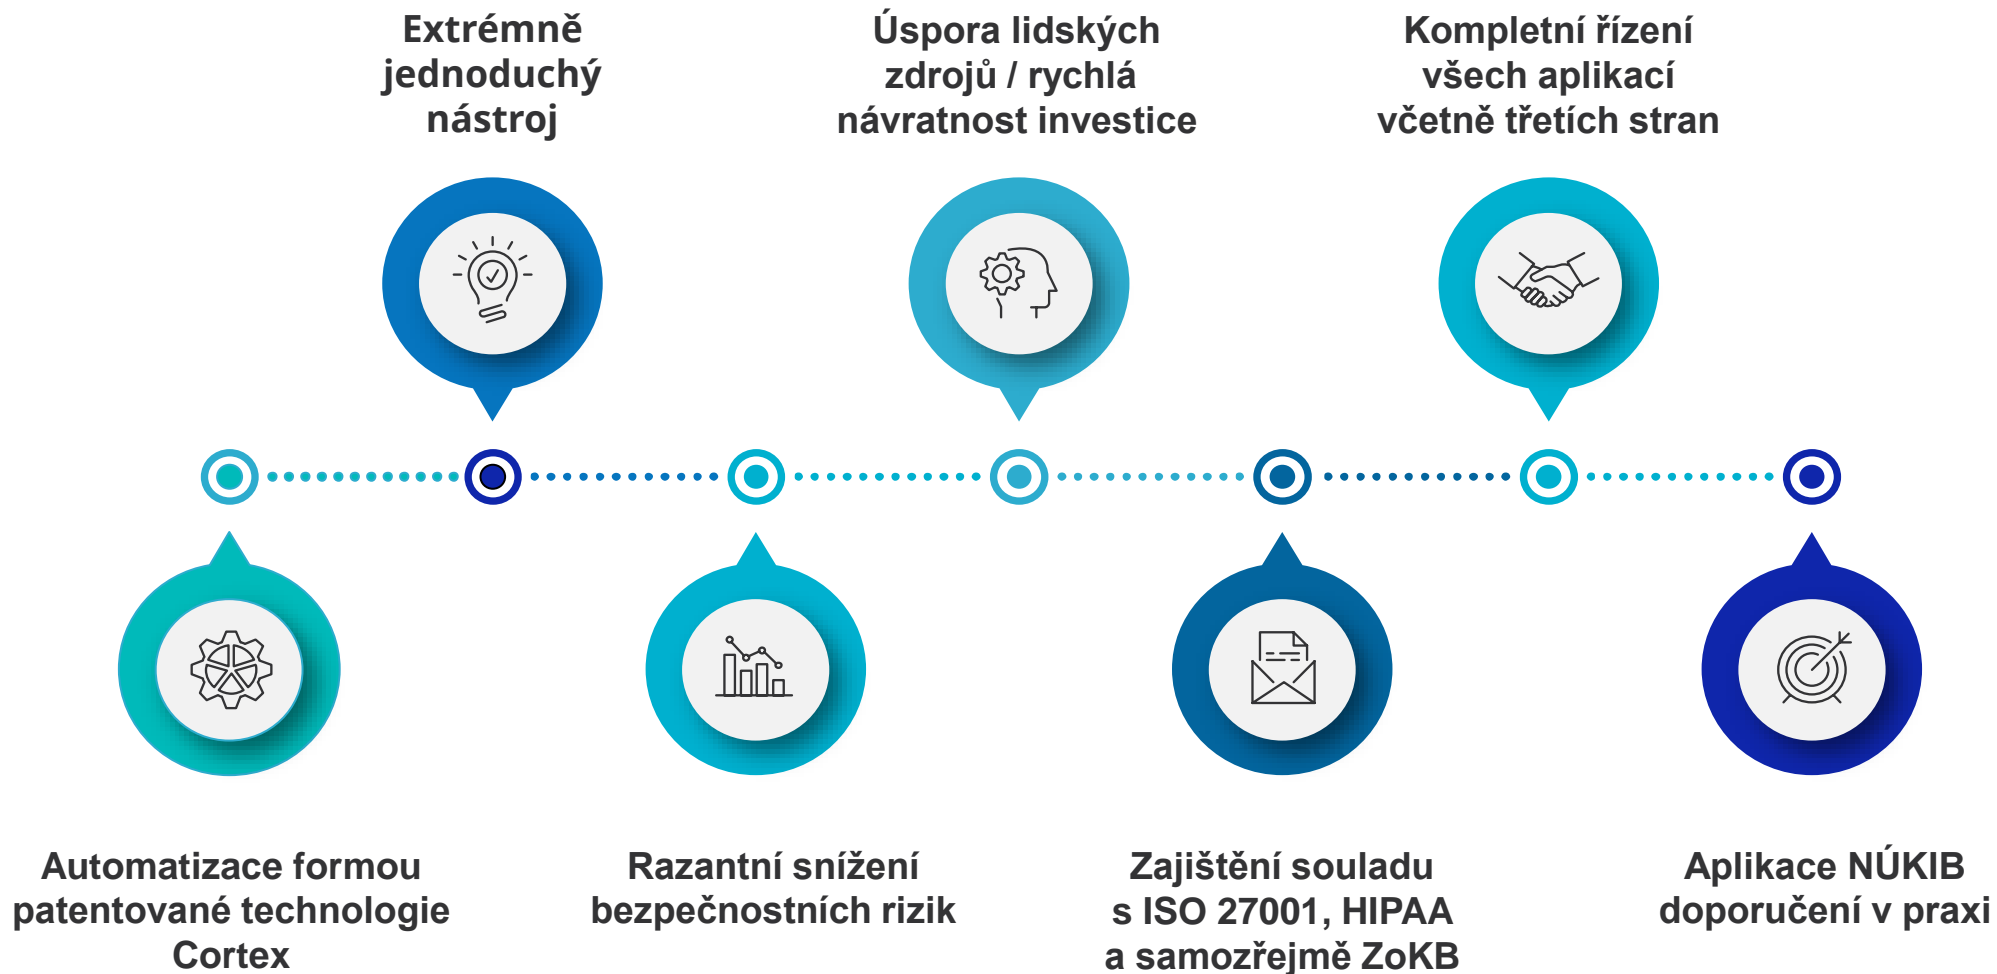 Extrémně
jednoduchý
nástroj
Úspora lidských
zdrojů / rychlá
návratnost investice
Kompletní řízení
všech aplikací
včetně třetích stran
Automatizace formou
patentované technologie
Cortex
Razantní snížení
bezpečnostních rizik
Zajištění souladu
s ISO 27001, HIPAA
a samozřejmě ZoKB
Aplikace NÚKIB
doporučení v praxi